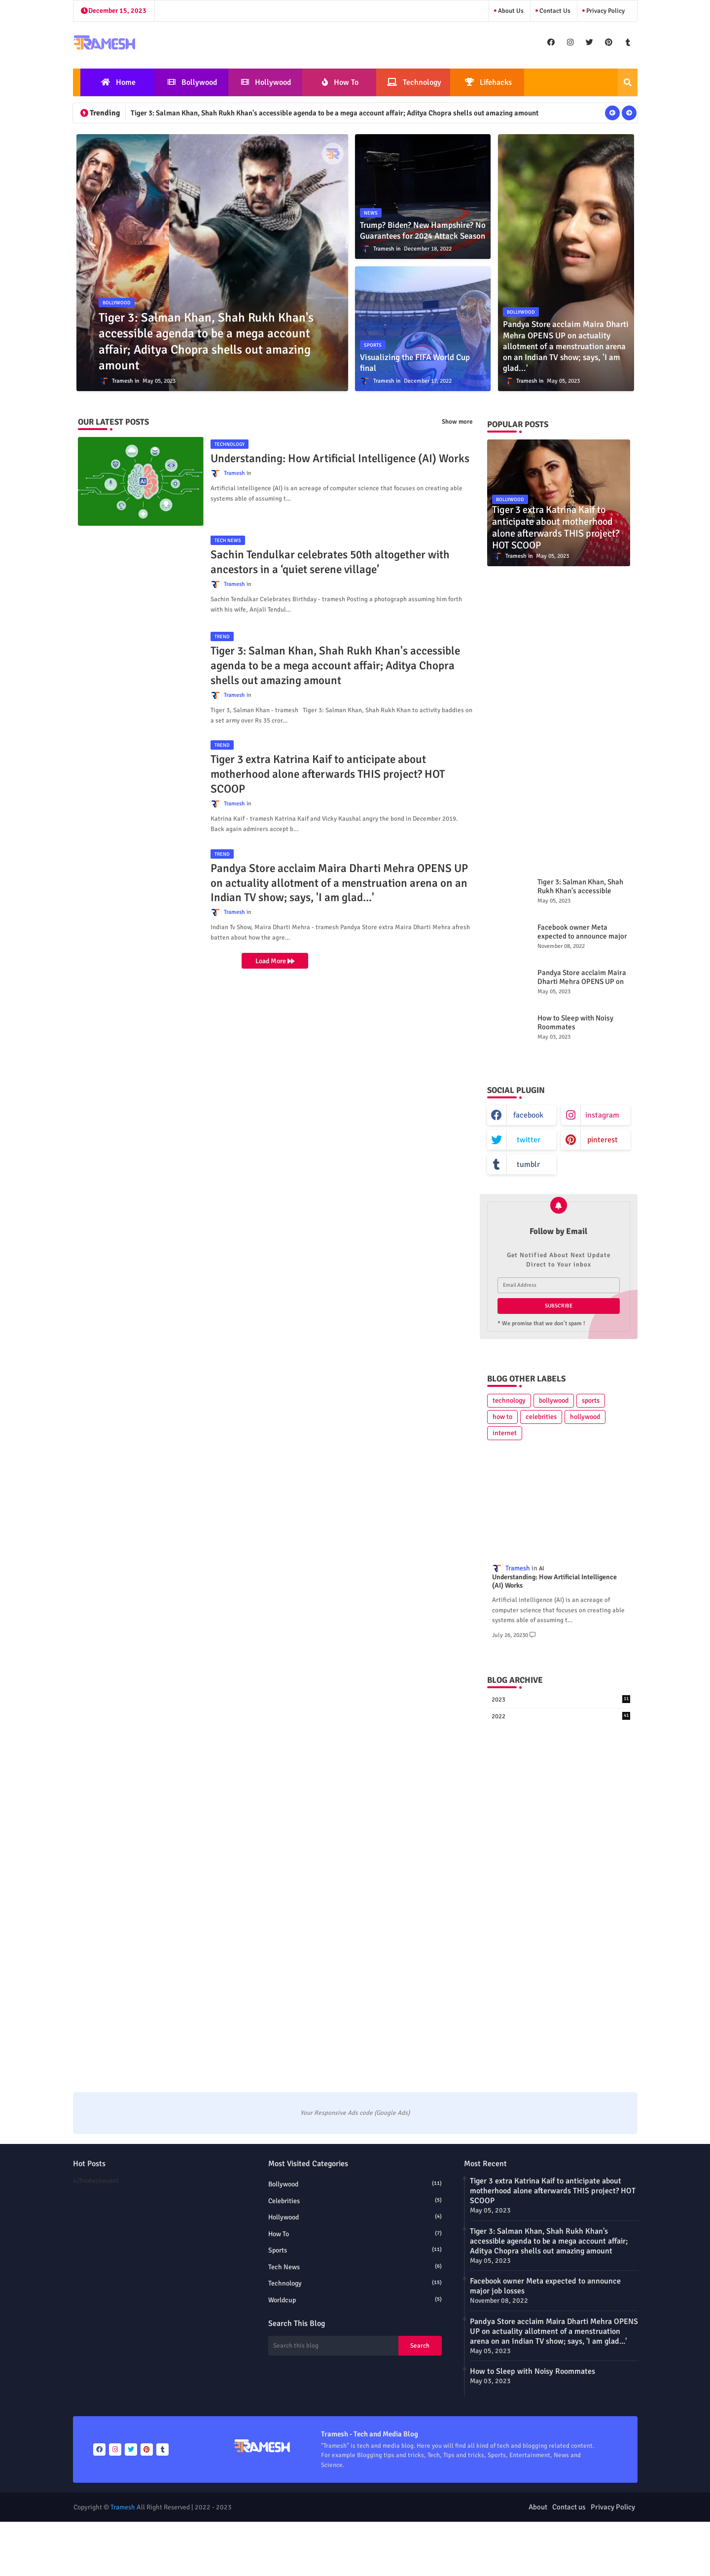 December 15, 2023
About Us
Contact Us
Privacy Policy
TRAMESH
Home
Bollywood
Hollywood
How To
Technology
Lifehacks
Trending
Tiger 3: Salman Khan, Shah Rukh Khan's accessible agenda to be a mega account affair; Aditya Chopra shells out amazing amount
BOLLYWOOD
Tiger 3: Salman Khan, Shah Rukh Khan's
accessible agenda to be a mega account
affair; Aditya Chopra shells out amazing
amount
Tramesh in May 05, 2023
NEWS
Trump? Biden? New Hampshire? No
Guarantees for 2024 Attack Season
Tramesh in December 18, 2022
SPORTS
Visualizing the FIFA World Cup
final
Tramesh in December 17, 2022
BOLLYWOOD
Pandya Store acclaim Maira Dharti
Mehra OPENS UP on actuality
allotment of a menstruation arena
on an Indian TV show; says, 'I am
glad...'
Tramesh in May 05, 2023
OUR LATEST POSTS
Show more
TECHNOLOGY
Understanding: How Artificial Intelligence (AI) Works
Tramesh in
Artificial intelligence (AI) is an acreage of computer science that focuses on creating able
systems able of assuming t...
TECH NEWS
Sachin Tendulkar celebrates 50th altogether with
ancestors in a 'quiet serene village'
Tramesh in
Sachin Tendulkar Celebrates Birthday - tramesh Posting a photograph assuming him forth
with his wife, Anjali Tendul...
TREND
Tiger 3: Salman Khan, Shah Rukh Khan's accessible
agenda to be a mega account affair; Aditya Chopra
shells out amazing amount
Tramesh in
Tiger 3, Salman Khan - tramesh Tiger 3: Salman Khan, Shah Rukh Khan to activity baddies on
a set army over Rs 35 cror...
TREND
Tiger 3 extra Katrina Kaif to anticipate about
motherhood alone afterwards THIS project? HOT
SCOOP
Tramesh in
Katrina Kaif - tramesh Katrina Kaif and Vicky Kaushal angry the bond in December 2019.
Back again admirers accept b...
TREND
Pandya Store acclaim Maira Dharti Mehra OPENS UP
on actuality allotment of a menstruation arena on an
Indian TV show; says, 'I am glad...'
Tramesh in
Indian Tv Show, Maira Dharti Mehra - tramesh Pandya Store extra Maira Dharti Mehra afresh
batten about how the agre...
Load More
POPULAR POSTS
BOLLYWOOD
Tiger 3 extra Katrina Kaif to
anticipate about motherhood
alone afterwards THIS project?
HOT SCOOP
Tramesh in May 05, 2023
Tiger 3: Salman Khan, Shah
Rukh Khan's accessible
May 05, 2023
Facebook owner Meta
expected to announce major
November 08, 2022
Pandya Store acclaim Maira
Dharti Mehra OPENS UP on
May 05, 2023
How to Sleep with Noisy
Roommates
May 03, 2023
SOCIAL PLUGIN
facebook
instagram
twitter
pinterest
tumblr
Follow by Email
Get Notified About Next Update
Direct to Your inbox
Email Address
SUBSCRIBE
* We promise that we don't spam !
BLOG OTHER LABELS
technology
bollywood
sports
how to
celebrities
hollywood
internet
Tramesh in AI
Understanding: How Artificial Intelligence
(AI) Works
Artificial intelligence (AI) is an acreage of
computer science that focuses on creating able
systems able of assuming t...
July 26, 20230
BLOG ARCHIVE
2023 11
2022 41
Your Responsive Ads code (Google Ads)
Hot Posts
Most Visited Categories
Bollywood (11)
Celebrities (5)
Hollywood (4)
How To (7)
Sports (11)
Tech News (6)
Technology (15)
Worldcup (5)
Search This Blog
Search this blog
Search
Most Recent
Tiger 3 extra Katrina Kaif to anticipate about
motherhood alone afterwards THIS project? HOT
SCOOP
May 05, 2023
Tiger 3: Salman Khan, Shah Rukh Khan's
accessible agenda to be a mega account affair;
Aditya Chopra shells out amazing amount
May 05, 2023
Facebook owner Meta expected to announce
major job losses
November 08, 2022
Pandya Store acclaim Maira Dharti Mehra OPENS
UP on actuality allotment of a menstruation
arena on an Indian TV show; says, 'I am glad...'
May 05, 2023
How to Sleep with Noisy Roommates
May 03, 2023
TRAMESH
Tramesh - Tech and Media Blog
"Tramesh" is tech and media blog. Here you will find all kind of tech and blogging related content.
For example Blogging tips and tricks, Tech, Tips and tricks, Sports, Entertainment, News and
Science.
Copyright © Tramesh All Right Reserved | 2022 - 2023
About
Contact us
Privacy Policy